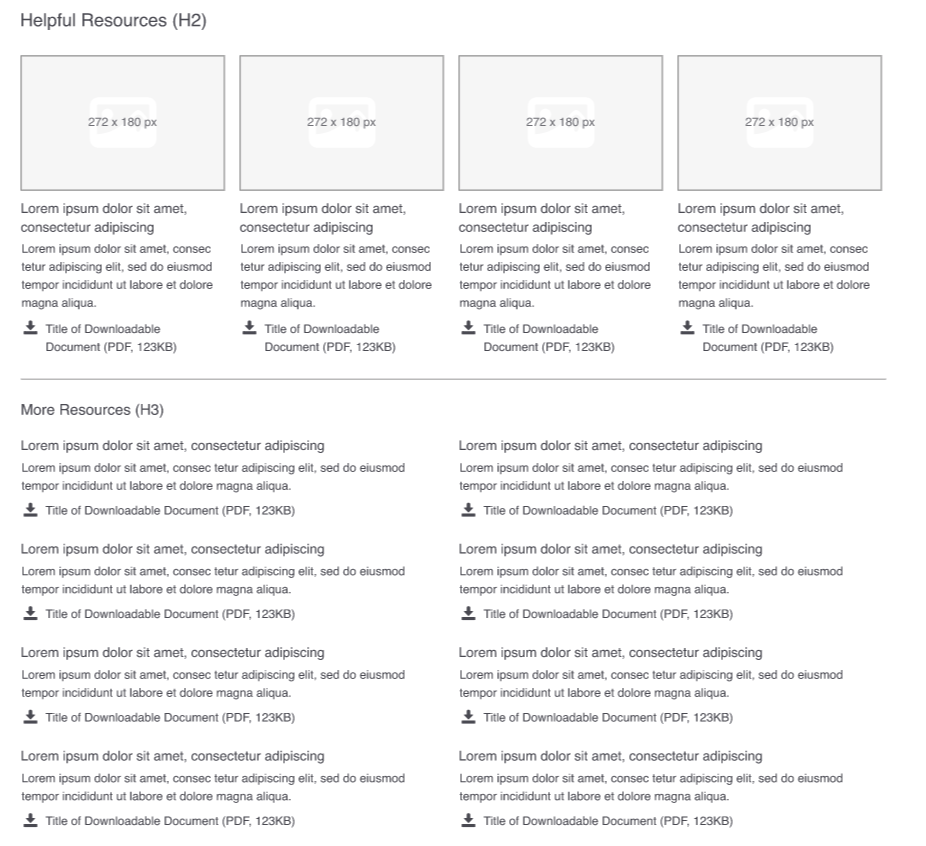 Helpful Resources (H2)
272 x 180 px
272 x 180 px
272 x 180 px
272 x 180 px
Lorem ipsum dolor sit amet,
consectetur adipiscing
Lorem ipsum dolor sit amet, consec
tetur adipiscing elit, sed do eiusmod
tempor incididunt ut labore et dolore
magna aliqua.
Title of Downloadable
Document (PDF, 123KB)
Lorem ipsum dolor sit amet,
consectetur adipiscing
Lorem ipsum dolor sit amet, consec
tetur adipiscing elit, sed do eiusmod
tempor incididunt ut labore et dolore
magna aliqua.
Title of Downloadable
Document (PDF, 123KB)
Lorem ipsum dolor sit amet,
consectetur adipiscing
Lorem ipsum dolor sit amet, consec
tetur adipiscing elit, sed do eiusmod
tempor incididunt ut labore et dolore
magna aliqua.
Title of Downloadable
Document (PDF, 123KB)
Lorem ipsum dolor sit amet,
consectetur adipiscing
Lorem ipsum dolor sit amet, consec
tetur adipiscing elit, sed do eiusmod
tempor incididunt ut labore et dolore
magna aliqua.
Title of Downloadable
Document (PDF, 123KB)
More Resources (H3)
Lorem ipsum dolor sit amet, consectetur adipiscing
Lorem ipsum dolor sit amet, consec tetur adipiscing elit, sed do eiusmod
tempor incididunt ut labore et dolore magna aliqua.
Title of Downloadable Document (PDF, 123KB)
Lorem ipsum dolor sit amet, consectetur adipiscing
Lorem ipsum dolor sit amet, consec tetur adipiscing elit, sed do eiusmod
tempor incididunt ut labore et dolore magna aliqua.
Title of Downloadable Document (PDF, 123KB)
Lorem ipsum dolor sit amet, consectetur adipiscing
Lorem ipsum dolor sit amet, consec tetur adipiscing elit, sed do eiusmod
tempor incididunt ut labore et dolore magna aliqua.
Title of Downloadable Document (PDF, 123KB)
Lorem ipsum dolor sit amet, consectetur adipiscing
Lorem ipsum dolor sit amet, consec tetur adipiscing elit, sed do eiusmod
tempor incididunt ut labore et dolore magna aliqua.
Title of Downloadable Document (PDF, 123KB)
Lorem ipsum dolor sit amet, consectetur adipiscing
Lorem ipsum dolor sit amet, consec tetur adipiscing elit, sed do eiusmod
tempor incididunt ut labore et dolore magna aliqua.
Title of Downloadable Document (PDF, 123KB)
Lorem ipsum dolor sit amet, consectetur adipiscing
Lorem ipsum dolor sit amet, consec tetur adipiscing elit, sed do eiusmod
tempor incididunt ut labore et dolore magna aliqua.
Title of Downloadable Document (PDF, 123KB)
Lorem ipsum dolor sit amet, consectetur adipiscing
Lorem ipsum dolor sit amet, consec tetur adipiscing elit, sed do eiusmod
tempor incididunt ut labore et dolore magna aliqua.
Title of Downloadable Document (PDF, 123KB)
Lorem ipsum dolor sit amet, consectetur adipiscing
Lorem ipsum dolor sit amet, consec tetur adipiscing elit, sed do eiusmod
tempor incididunt ut labore et dolore magna aliqua.
Title of Downloadable Document (PDF, 123KB)